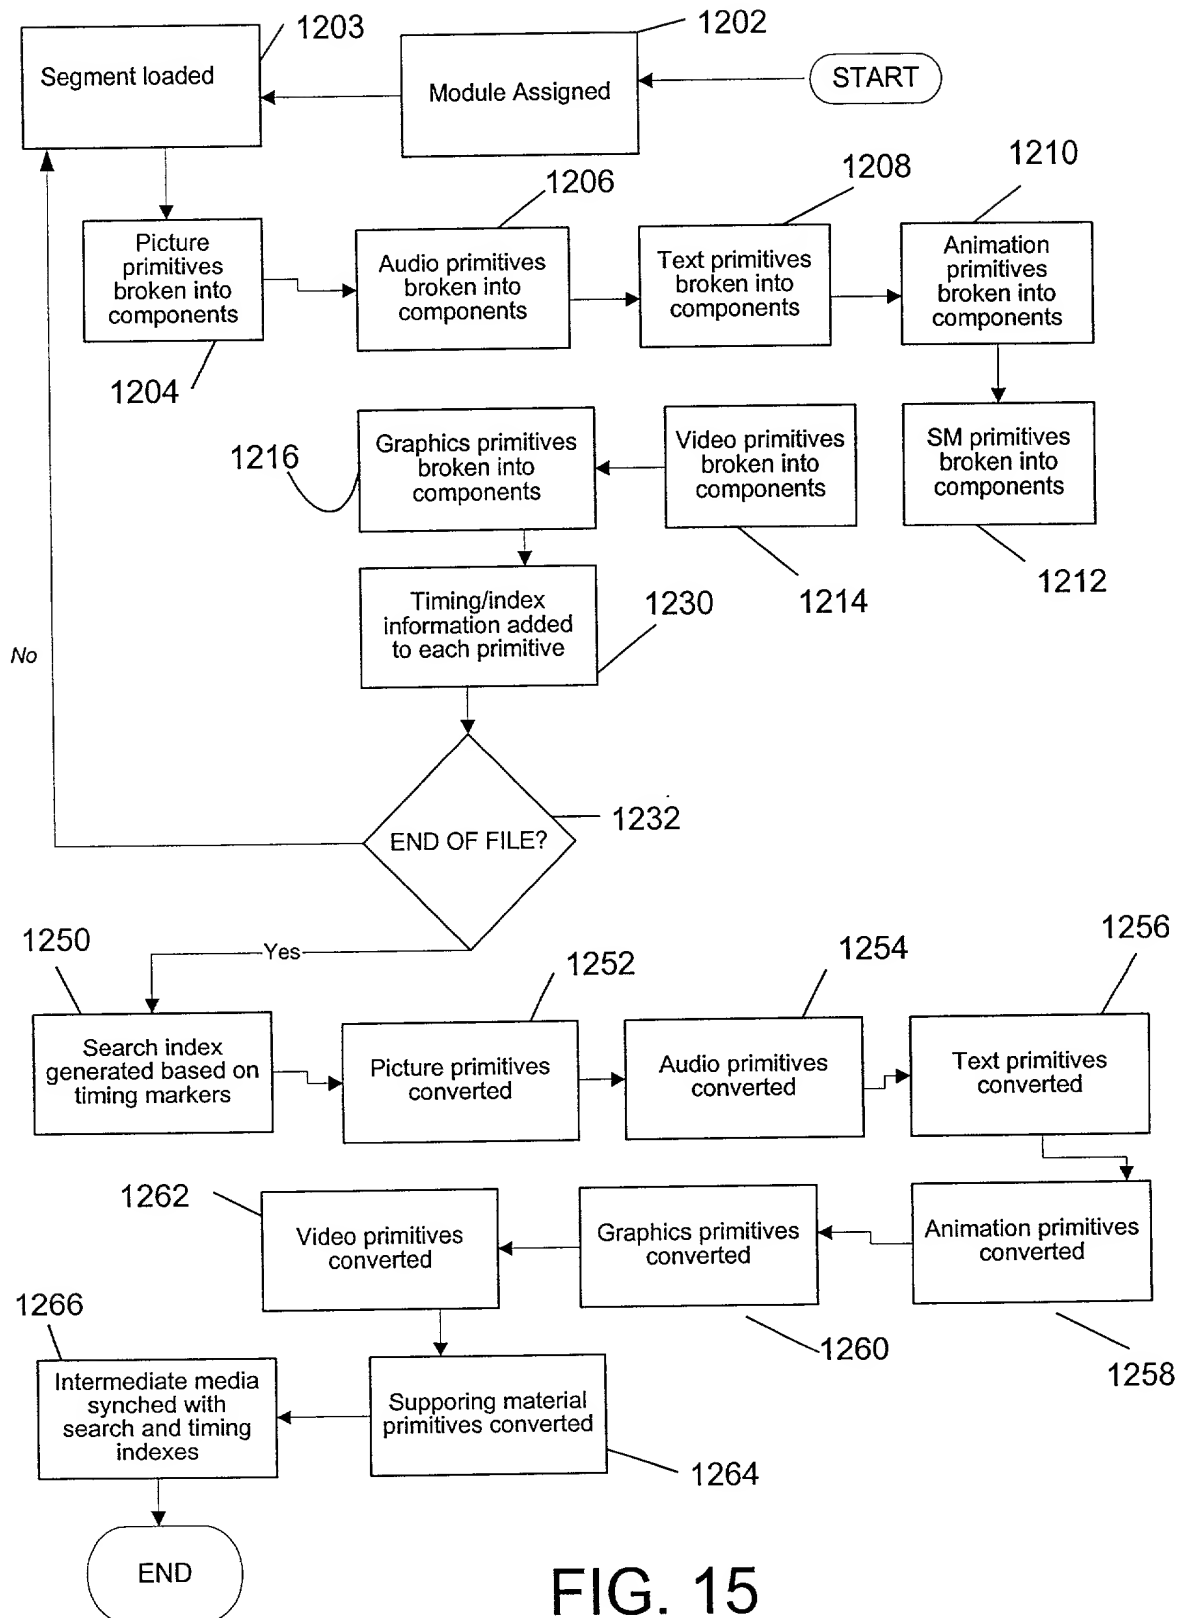 1203
1202
Segment loaded
Module Assigned
START
1206
1208
1210
Picture
primitives
broken into
components
Audio primitives
broken into
components
Text primitives
broken into
components
Animation
primitives
broken into
components
1204
1216
Graphics primitives
broken into
components
Video primitives
broken into
components
SM primitives
broken into
components
1214
1212
Timing/index
information added
to each primitive
1230
No
END OF FILE?
1232
Yes
1250
1252
1254
1256
Search index
generated based on
timing markers
Picture primitives
converted
Audio primitives
converted
Text primitives
converted
1262
Video primitives
converted
Graphics primitives
converted
Animation primitives
converted
1266
1260
1258
Intermediate media
synched with
search and timing
indexes
Supporing material
primitives converted
1264
END
FIG. 15